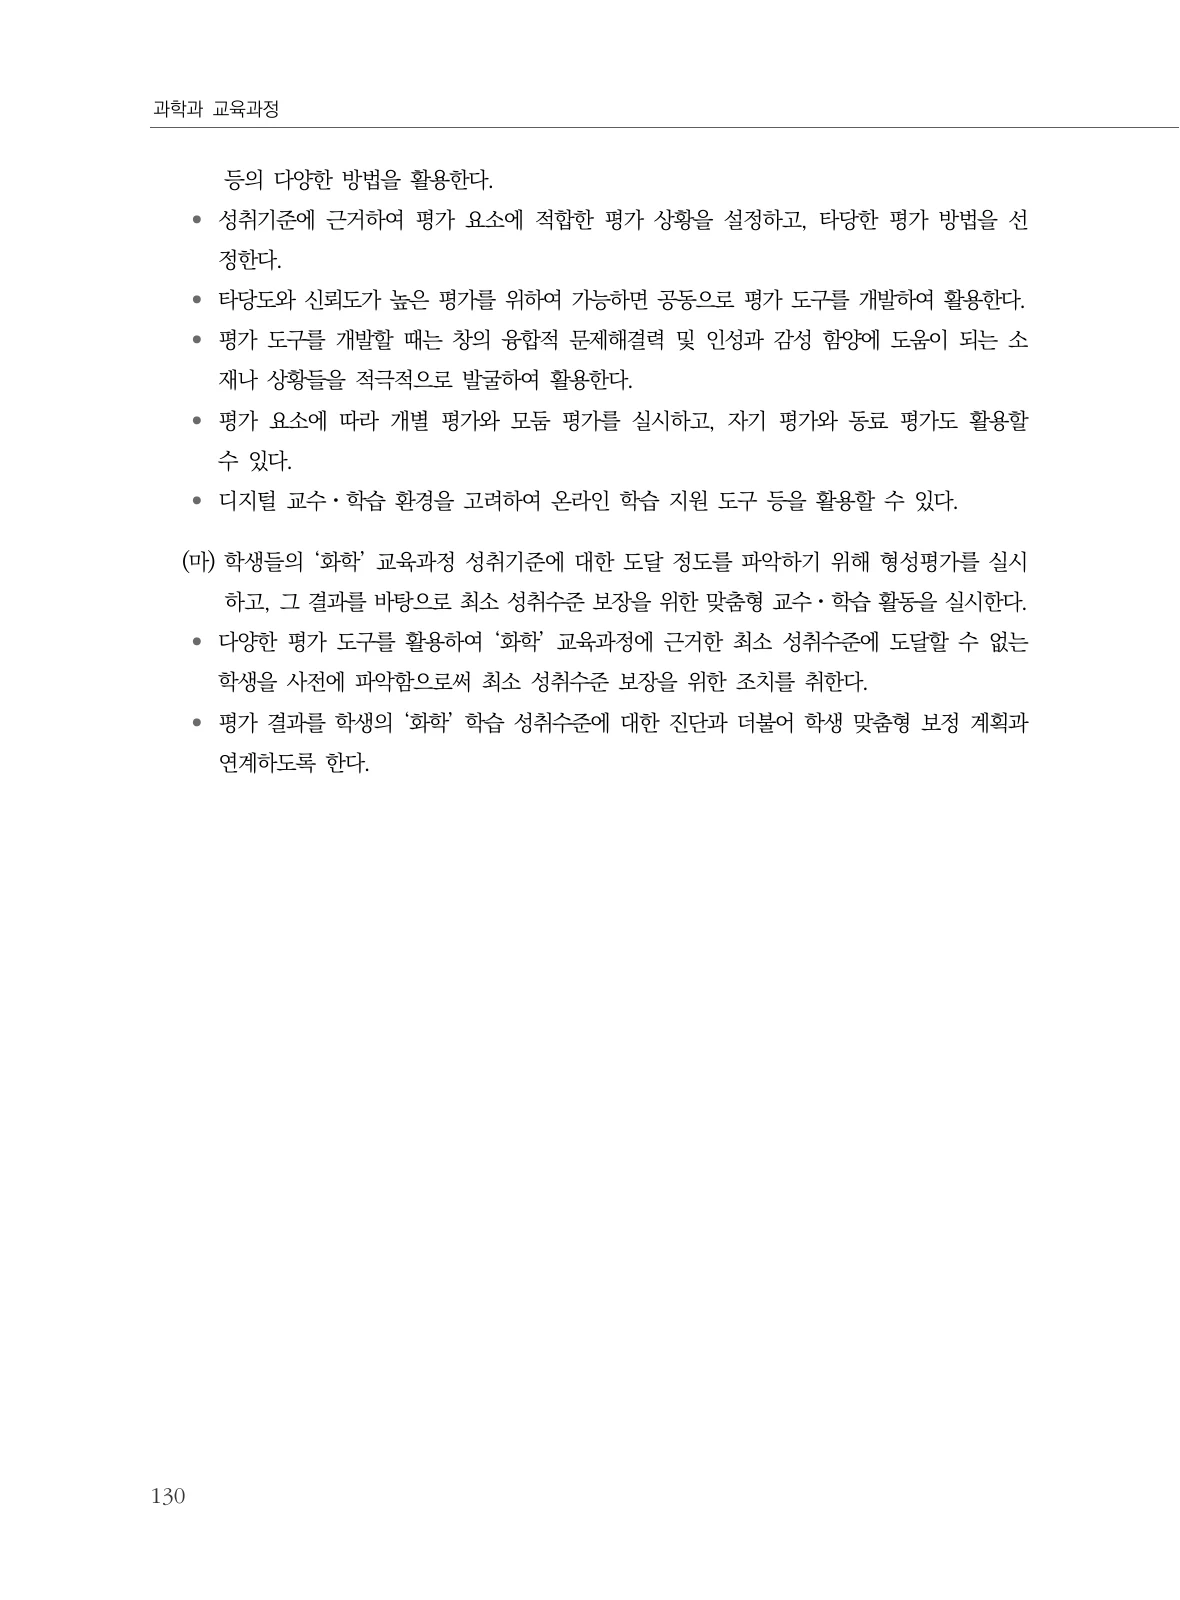 과학과 교육과정
등의 다양한 방법을 활용한다.
• 성취기준에 근거하여 평가 요소에 적합한 평가 상황을 설정하고, 타당한 평가 방법을 선
정한다.
• 타당도와 신뢰도가 높은 평가를 위하여 가능하면 공동으로 평가 도구를 개발하여 활용한다.
• 평가 도구를 개발할 때는 창의 융합적 문제해결력 및 인성과 감성 함양에 도움이 되는 소
재나 상황들을 적극적으로 발굴하여 활용한다.
• 평가 요소에 따라 개별 평가와 모둠 평가를 실시하고, 자기 평가와 동료 평가도 활용할
수 있다.
• 디지털 교수・학습 환경을 고려하여 온라인 학습 지원 도구 등을 활용할 수 있다.
(마) 학생들의 ‘화학’ 교육과정 성취기준에 대한 도달 정도를 파악하기 위해 형성평가를 실시
하고, 그 결과를 바탕으로 최소 성취수준 보장을 위한 맞춤형 교수・학습 활동을 실시한다.
• 다양한 평가 도구를 활용하여 ‘화학’ 교육과정에 근거한 최소 성취수준에 도달할 수 없는
학생을 사전에 파악함으로써 최소 성취수준 보장을 위한 조치를 취한다.
• 평가 결과를 학생의 ‘화학’ 학습 성취수준에 대한 진단과 더불어 학생 맞춤형 보정 계획과
연계하도록 한다.
130